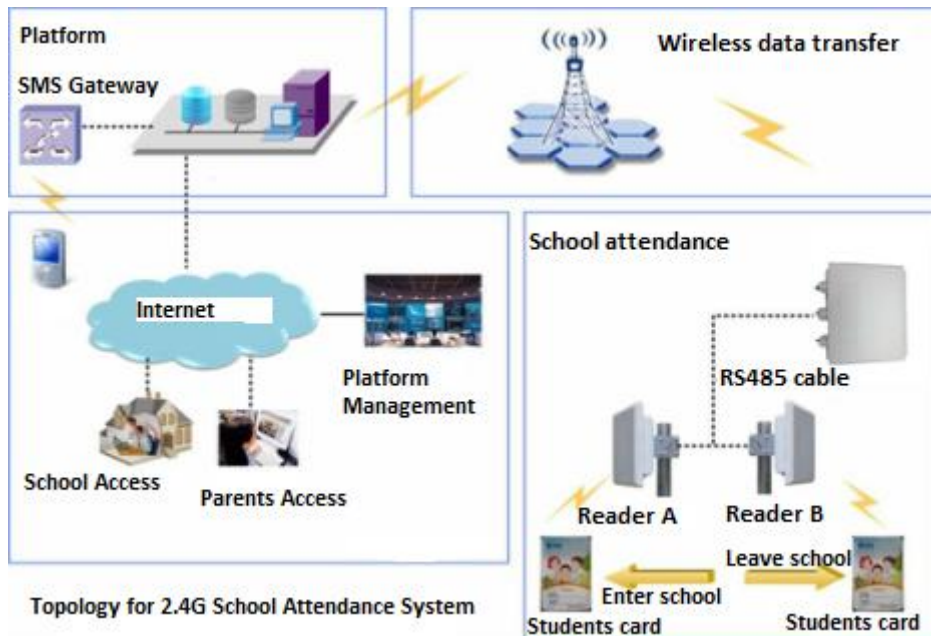 Platform
SMS Gateway
Wireless data transfer
Internet
Platform
Management
School Access
Parents Access
School attendance
RS485 cable
Reader A
Reader B
Leave school
Enter school
Students card
Students card
Topology for 2.4G School Attendance System